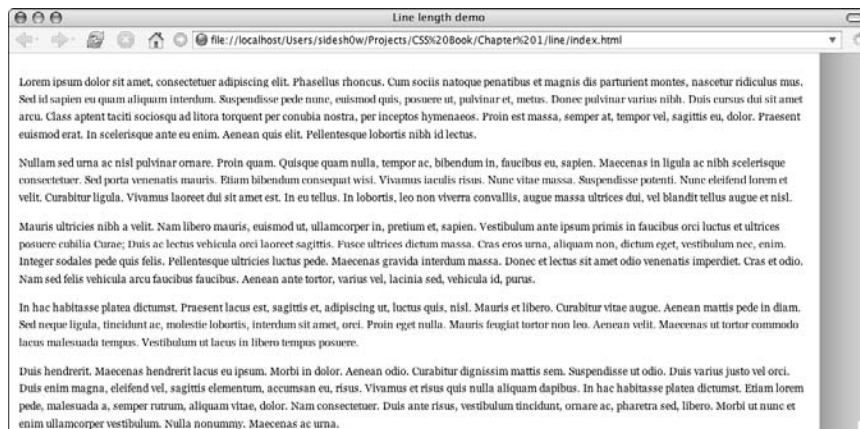 Line length demo
file://localhost/Users/sidesh0w/Projects/CSS%20Book/Chapter%201/line/index.html
Lorem ipsum dolor sit amet, consectetuer adipiscing elit. Phasellus rhoncus. Cum sociis natoque penatibus et magnis dis parturient montes, nascetur ridiculus mus.
Sed id sapien eu quam aliquam interdum. Suspendisse pede nunc, euismod quis, posuere ut, pulvinar et, metus. Donec pulvinar varius nibh. Duis cursus dui sit amet
arcu. Class aptent taciti sociosqu ad litora torquent per conubia nostra, per inceptos hymenaeos. Proin est massa, semper at, tempor vel, sagittis eu, dolor. Praesent
euismod erat. In scelerisque ante eu enim. Aenean quis elit. Pellentesque lobortis nibh id lectus.
Nullam sed urna ac nisl pulvinar ornare. Proin quam. Quisque quam nulla, tempor ac, bibendum in, faucibus eu, sapien. Maecenas in ligula ac nibh scelerisque
consectetuer. Sed porta venenatis mauris. Etiam bibendum consequat wisi. Vivamus iaculis risus. Nunc vitae massa. Suspendisse potenti. Nunc eleifend lorem et
velit. Curabitur ligula. Vivamus laoreet dui sit amet est. In eu tellus. In lobortis, leo non viverra convallis, augue massa ultrices dui, vel blandit tellus augue et nisl.
Mauris ultricies nibh a velit. Nam libero mauris, euismod ut, ullamcorper in, pretium et, sapien. Vestibulum ante ipsum primis in faucibus orci luctus et ultrices
posuere cubilia Curae; Duis ac lectus vehicula orci laoreet sagittis. Fusce ultrices dictum massa. Cras eros urna, aliquam non, dictum eget, vestibulum nec, enim.
Integer sodales pede quis felis. Pellentesque ultricies luctus pede. Maecenas gravida interdum massa. Donec et lectus sit amet odio venenatis imperdiet. Cras et odio.
Nam sed felis vehicula arcu faucibus faucibus. Aenean ante tortor, varius vel, lacinia sed, vehicula id, purus.
In hac habitasse platea dictumst. Praesent lacus est, sagittis et, adipiscing ut, luctus quis, nisl. Mauris et libero. Curabitur vitae augue. Aenean mattis pede in diam.
Sed neque ligula, tincidunt ac, molestie lobortis, interdum sit amet, orci. Proin eget nulla. Mauris feugiat tortor non leo. Aenean velit. Maecenas ut tortor commodo
lacus malesuada tempus. Vestibulum ut lacus in libero tempus posuere.
Duis hendrerit. Maecenas hendrerit lacus eu ipsum. Morbi in dolor. Aenean odio. Curabitur dignissim mattis sem. Suspendisse ut odio. Duis varius justo vel orci.
Duis enim magna, eleifend vel, sagittis elementum, accumsan eu, risus. Vivamus et risus quis nulla aliquam dapibus. In hac habitasse platea dictumst. Etiam lorem
pede, malesuada a, semper rutrum, aliquam vitae, dolor. Nam consectetuer. Duis ante risus, vestibulum tincidunt, ornare ac, pharetra sed, libero. Morbi ut nunc et
enim ullamcorper vestibulum. Nulla nonummy. Maecenas ac urna.